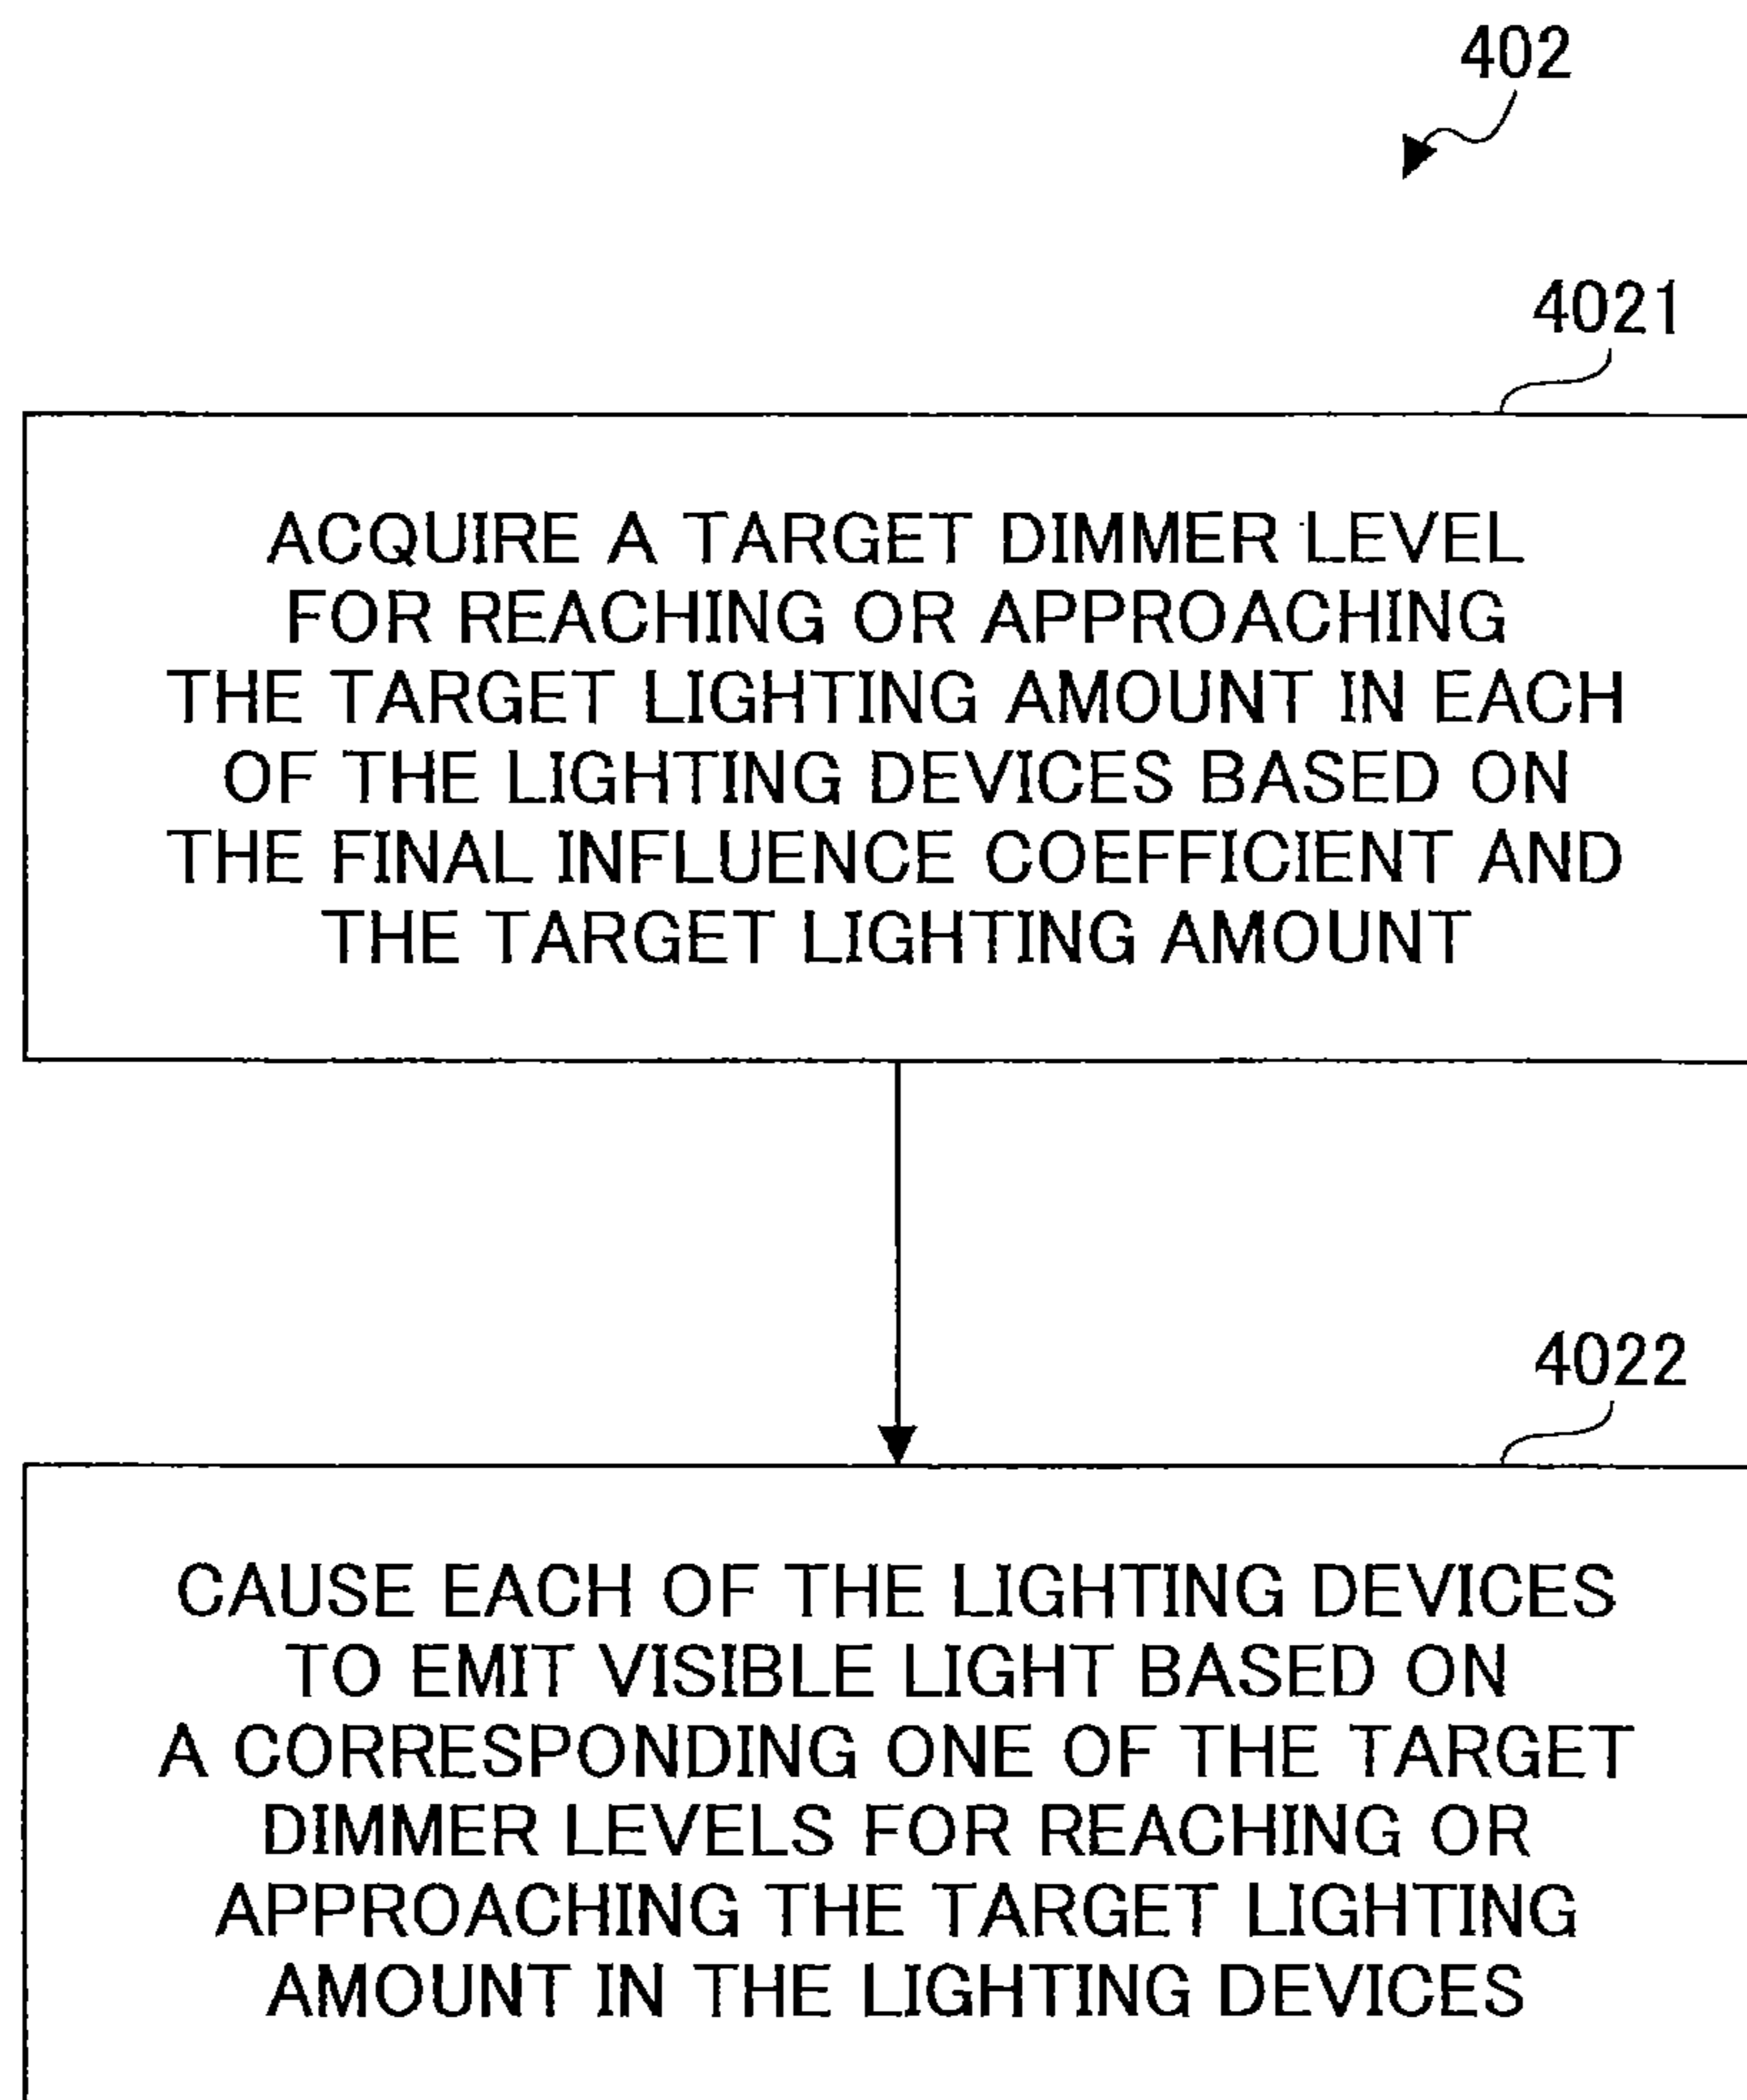 402
4021
ACQUIRE A TARGET DIMMER LEVEL
FOR REACHING OR APPROACHING
THE TARGET LIGHTING AMOUNT IN EACH
OF THE LIGHTING DEVICES BASED ON
THE FINAL INFLUENCE COEFFICIENT AND
THE TARGET LIGHTING AMOUNT
4022
CAUSE EACH OF THE LIGHTING DEVICES
TO EMIT VISIBLE LIGHT BASED ON
A CORRESPONDING ONE OF THE TARGET
DIMMER LEVELS FOR REACHING OR
APPROACHING THE TARGET LIGHTING
AMOUNT IN THE LIGHTING DEVICES